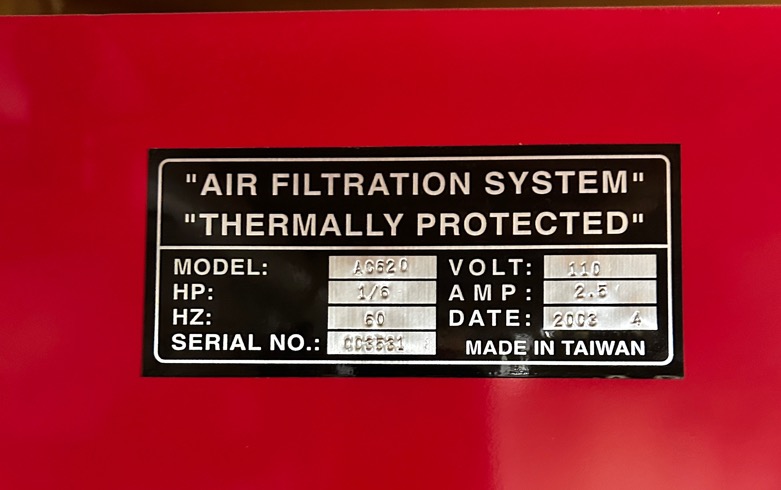 "AIR FILTRATION SYSTEM"
"THERMALLY PROTECTED"
MODEL: AC620 VOLT: 110
HP: 1/6 AMP: 2.5
HZ: 60 DATE: 2003 4
SERIAL NO.: MADE IN TAIWAN